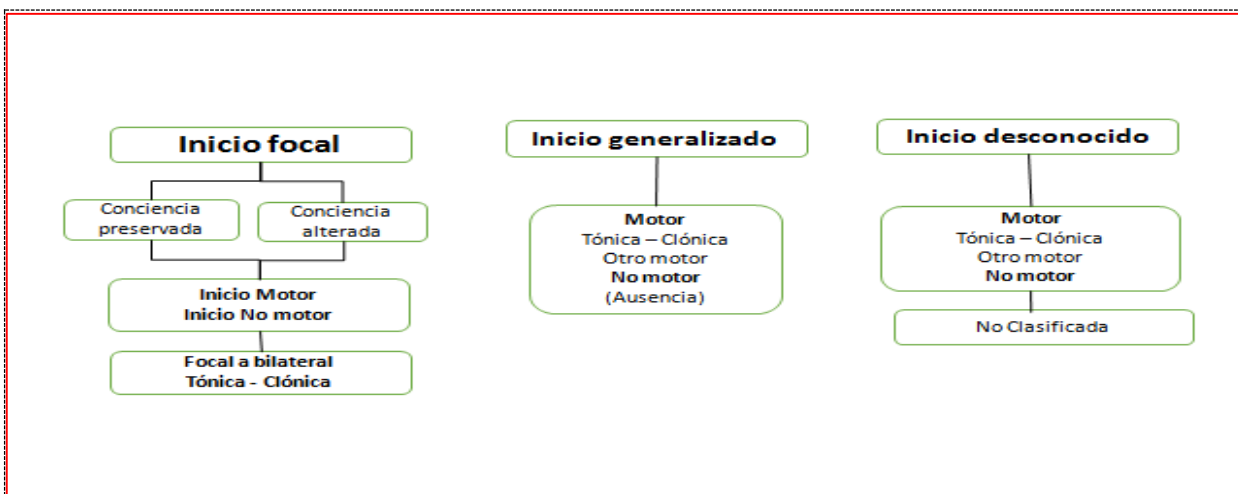 Inicio focal
Conciencia
preservada
Conciencia
alterada
Inicio Motor
Inicio No motor
Focal a bilateral
Tónica - Clónica
Inicio generalizado
Motor
Tónica – Clónica
Otro motor
No motor
(Ausencia)
Inicio desconocido
Motor
Tónica – Clónica
Otro motor
No motor
No Clasificada